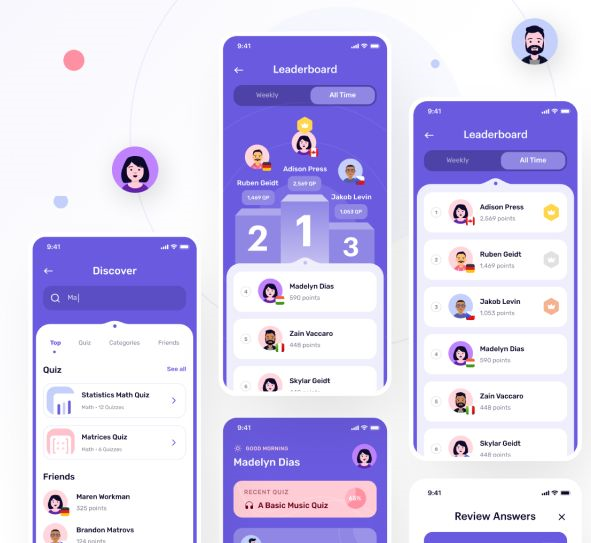 9:41
Leaderboard
Weekly
All Time
Adison Press
2,569 QP
Ruben Geidt
1,469 QP
Jakob Levin
1,053 QP
1
2
3
4
Madelyn Dias
590 points
5
Zain Vaccaro
448 points
6
Skylar Geidt
9:41
Leaderboard
Weekly
All Time
1
Adison Press
2,569 points
2
Ruben Geidt
1,469 points
3
Jakob Levin
1,053 points
4
Madelyn Dias
590 points
5
Zain Vaccaro
448 points
6
Skylar Geidt
448 points
9:41
Discover
Ma
Top
Quiz
Categories
Friends
Quiz
See all
Statistics Math Quiz
Math • 12 Quizzes
Matrices Quiz
Math • 6 Quizzes
Friends
Maren Workman
325 points
Brandon Matrovs
124 points
9:41
GOOD MORNING
Madelyn Dias
RECENT QUIZ
A Basic Music Quiz
65%
9:41
Review Answers